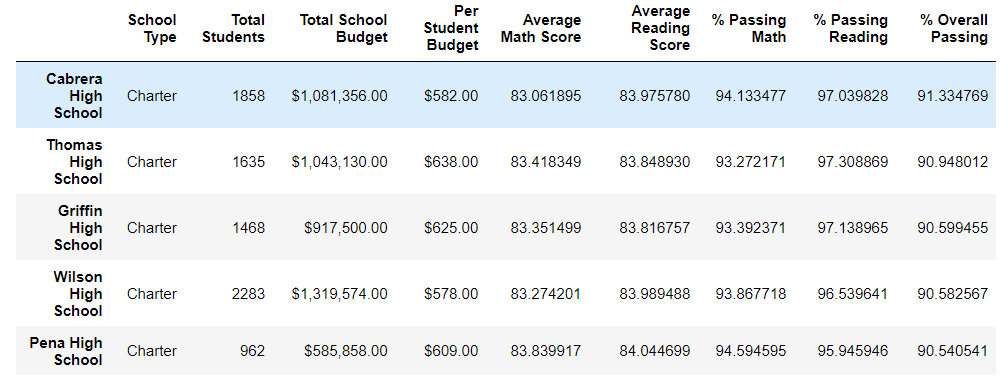 School Type Total Students Total School Budget Per Student Budget Average Math Score Average Reading Score % Passing Math % Passing Reading % Overall Passing
Cabrera High School Charter 1858 $1,081,356.00 $582.00 83.061895 83.975780 94.133477 97.039828 91.334769
Thomas High School Charter 1635 $1,043,130.00 $638.00 83.418349 83.848930 93.272171 97.308869 90.948012
Griffin High School Charter 1468 $917,500.00 $625.00 83.351499 83.816757 93.392371 97.138965 90.599455
Wilson High School Charter 2283 $1,319,574.00 $578.00 83.274201 83.989488 93.867718 96.539641 90.582567
Pena High School Charter 962 $585,858.00 $609.00 83.839917 84.044699 94.594595 95.945946 90.540541